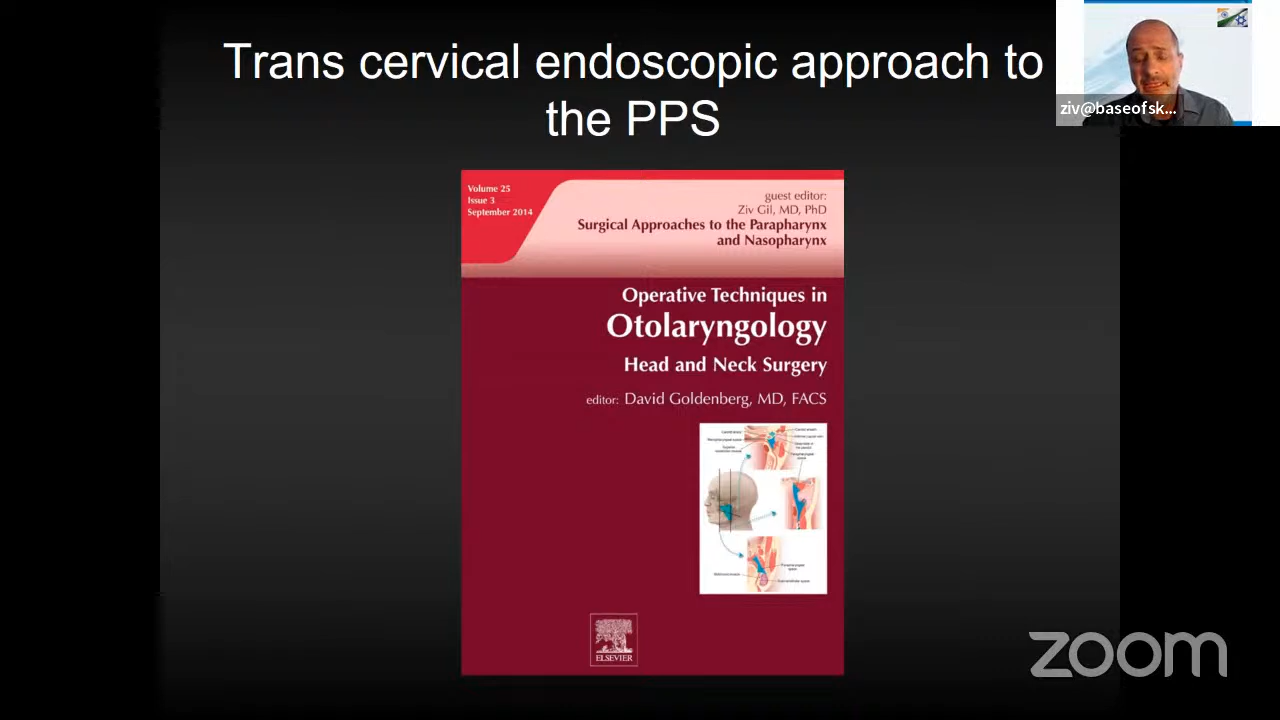 Trans cervical endoscopic approach to
the PPS
ziv@baseofsk...
Volume 25
Issue 3
September 2014
guest editor:
Ziv Gil, MD, PhD
Surgical Approaches to the Parapharynx
and Nasopharynx
Operative Techniques in
Otolaryngology
Head and Neck Surgery
editor: David Goldenberg, MD, FACS
ELSEVIER
zoom